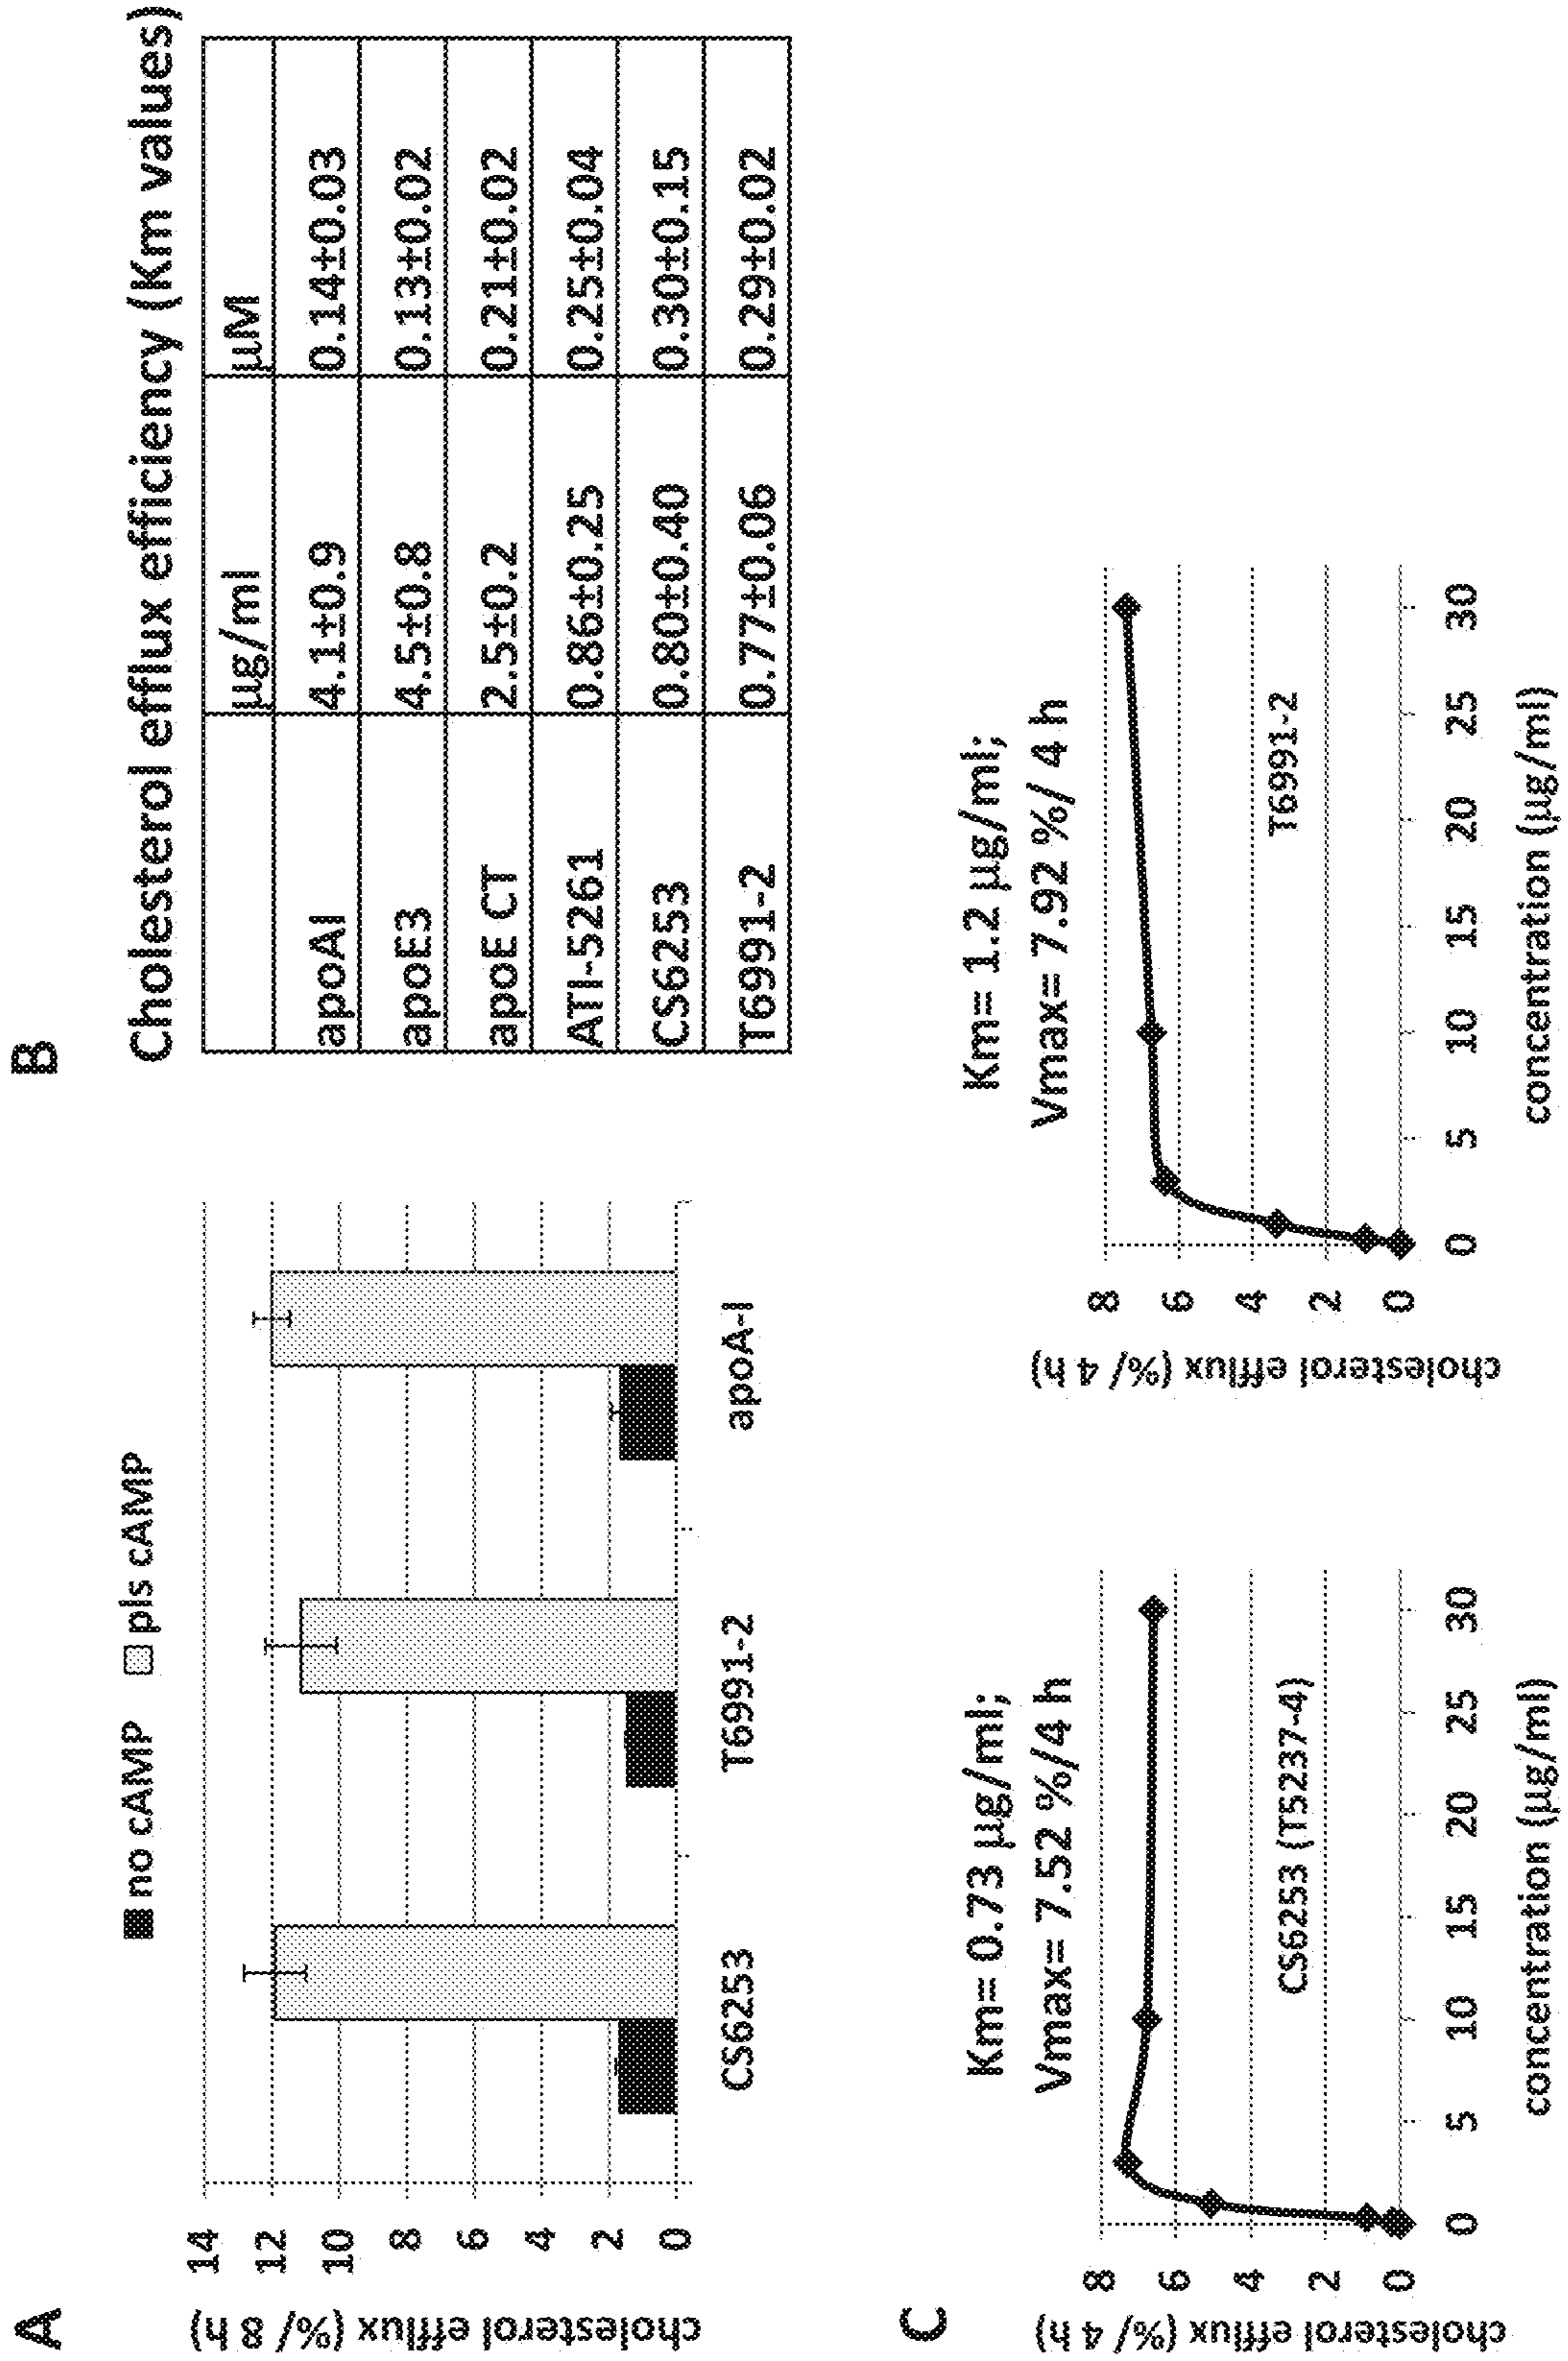 A
■ no cAMP □ pls cAMP
cholesterol efflux (%/ 8 h)
14
12
10
8
6
4
2
0
CS6253 T6991-2 apoA-I
B
Cholesterol efflux efficiency (Km values)
µg/ml µM
apoAI 4.1±0.9 0.14±0.03
apoE3 4.5±0.8 0.13±0.02
apoE CT 2.5±0.2 0.21±0.02
ATI-5261 0.86±0.25 0.25±0.04
CS6253 0.80±0.40 0.30±0.15
T6991-2 0.77±0.06 0.29±0.02
C
Km= 0.73 µg/ml;
Vmax= 7.52 %/4 h
cholesterol efflux (%/ 4 h)
8
6
4
2
0
CS6253 (T5237-4)
0 5 10 15 20 25 30
concentration (µg/ml)
Km= 1.2 µg/ml;
Vmax= 7.92 %/ 4 h
cholesterol efflux (%/ 4 h)
8
6
4
2
0
T6991-2
0 5 10 15 20 25 30
concentration (µg/ml)